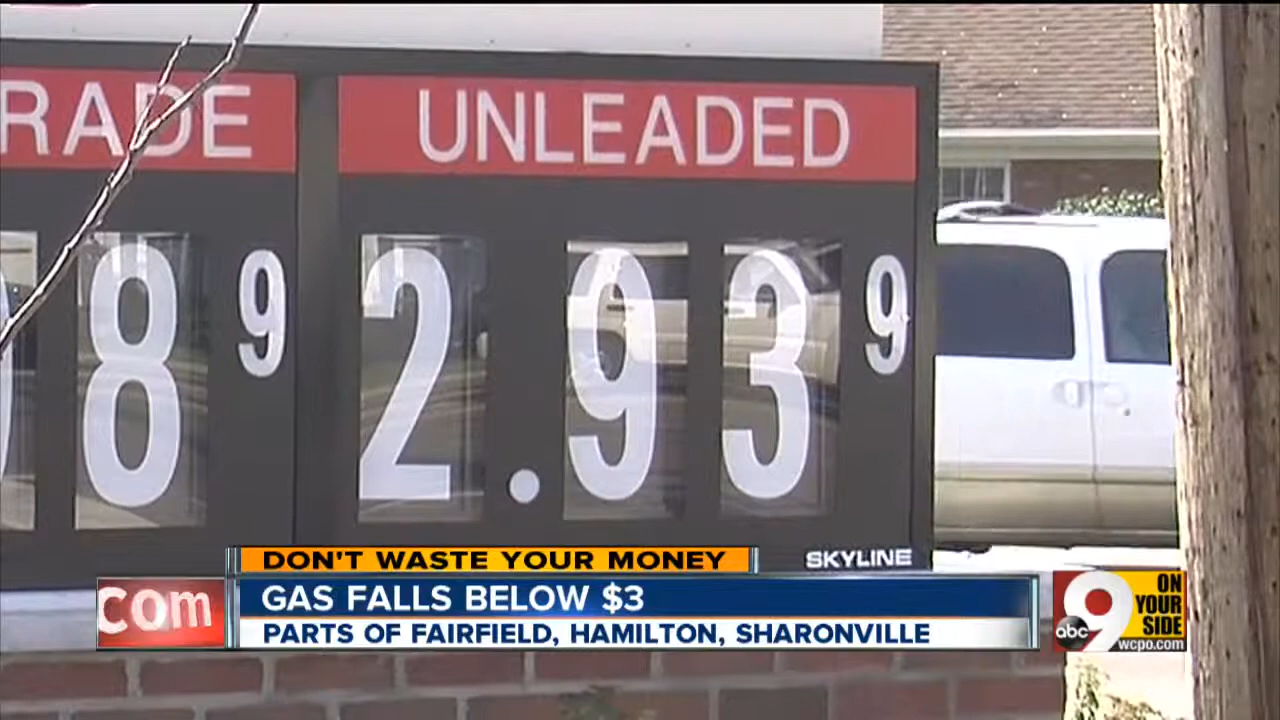 RADE
UNLEADED
8 9
2.93 9
SKYLINE
DON'T WASTE YOUR MONEY
GAS FALLS BELOW $3
PARTS OF FAIRFIELD, HAMILTON, SHARONVILLE
com
9
abc
ON
YOUR
SIDE
wcpo.com